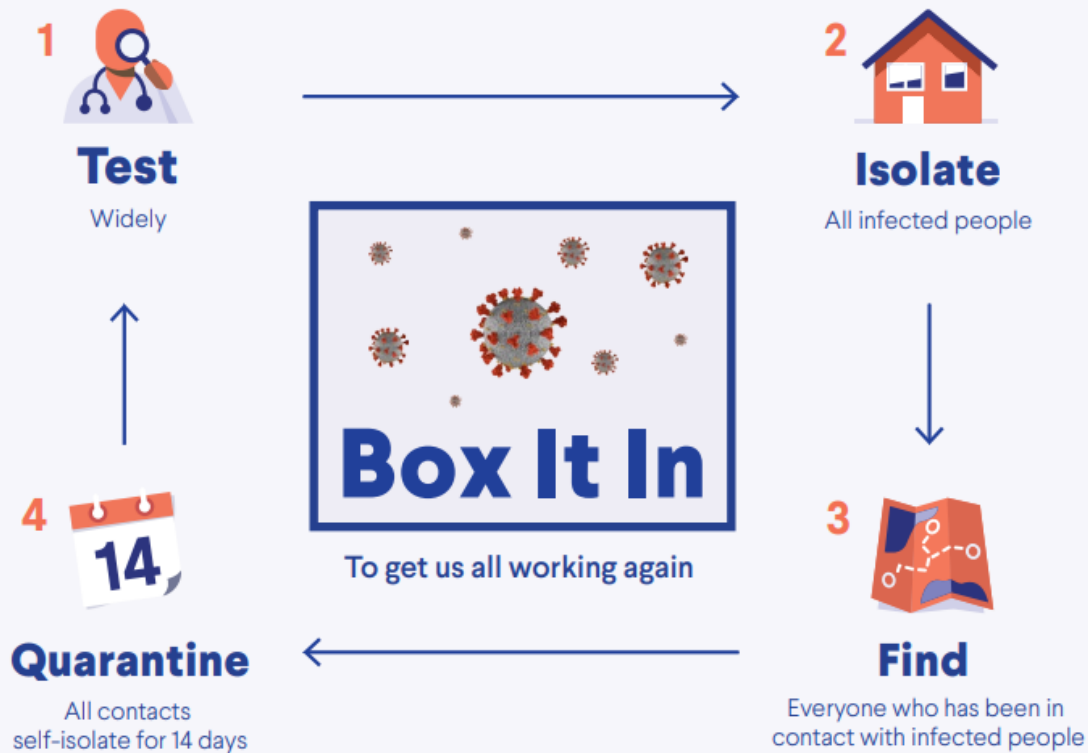 1
Test
Widely
2
Isolate
All infected people
Box It In
To get us all working again
3
Find
Everyone who has been in
contact with infected people
4
14
Quarantine
All contacts
self-isolate for 14 days